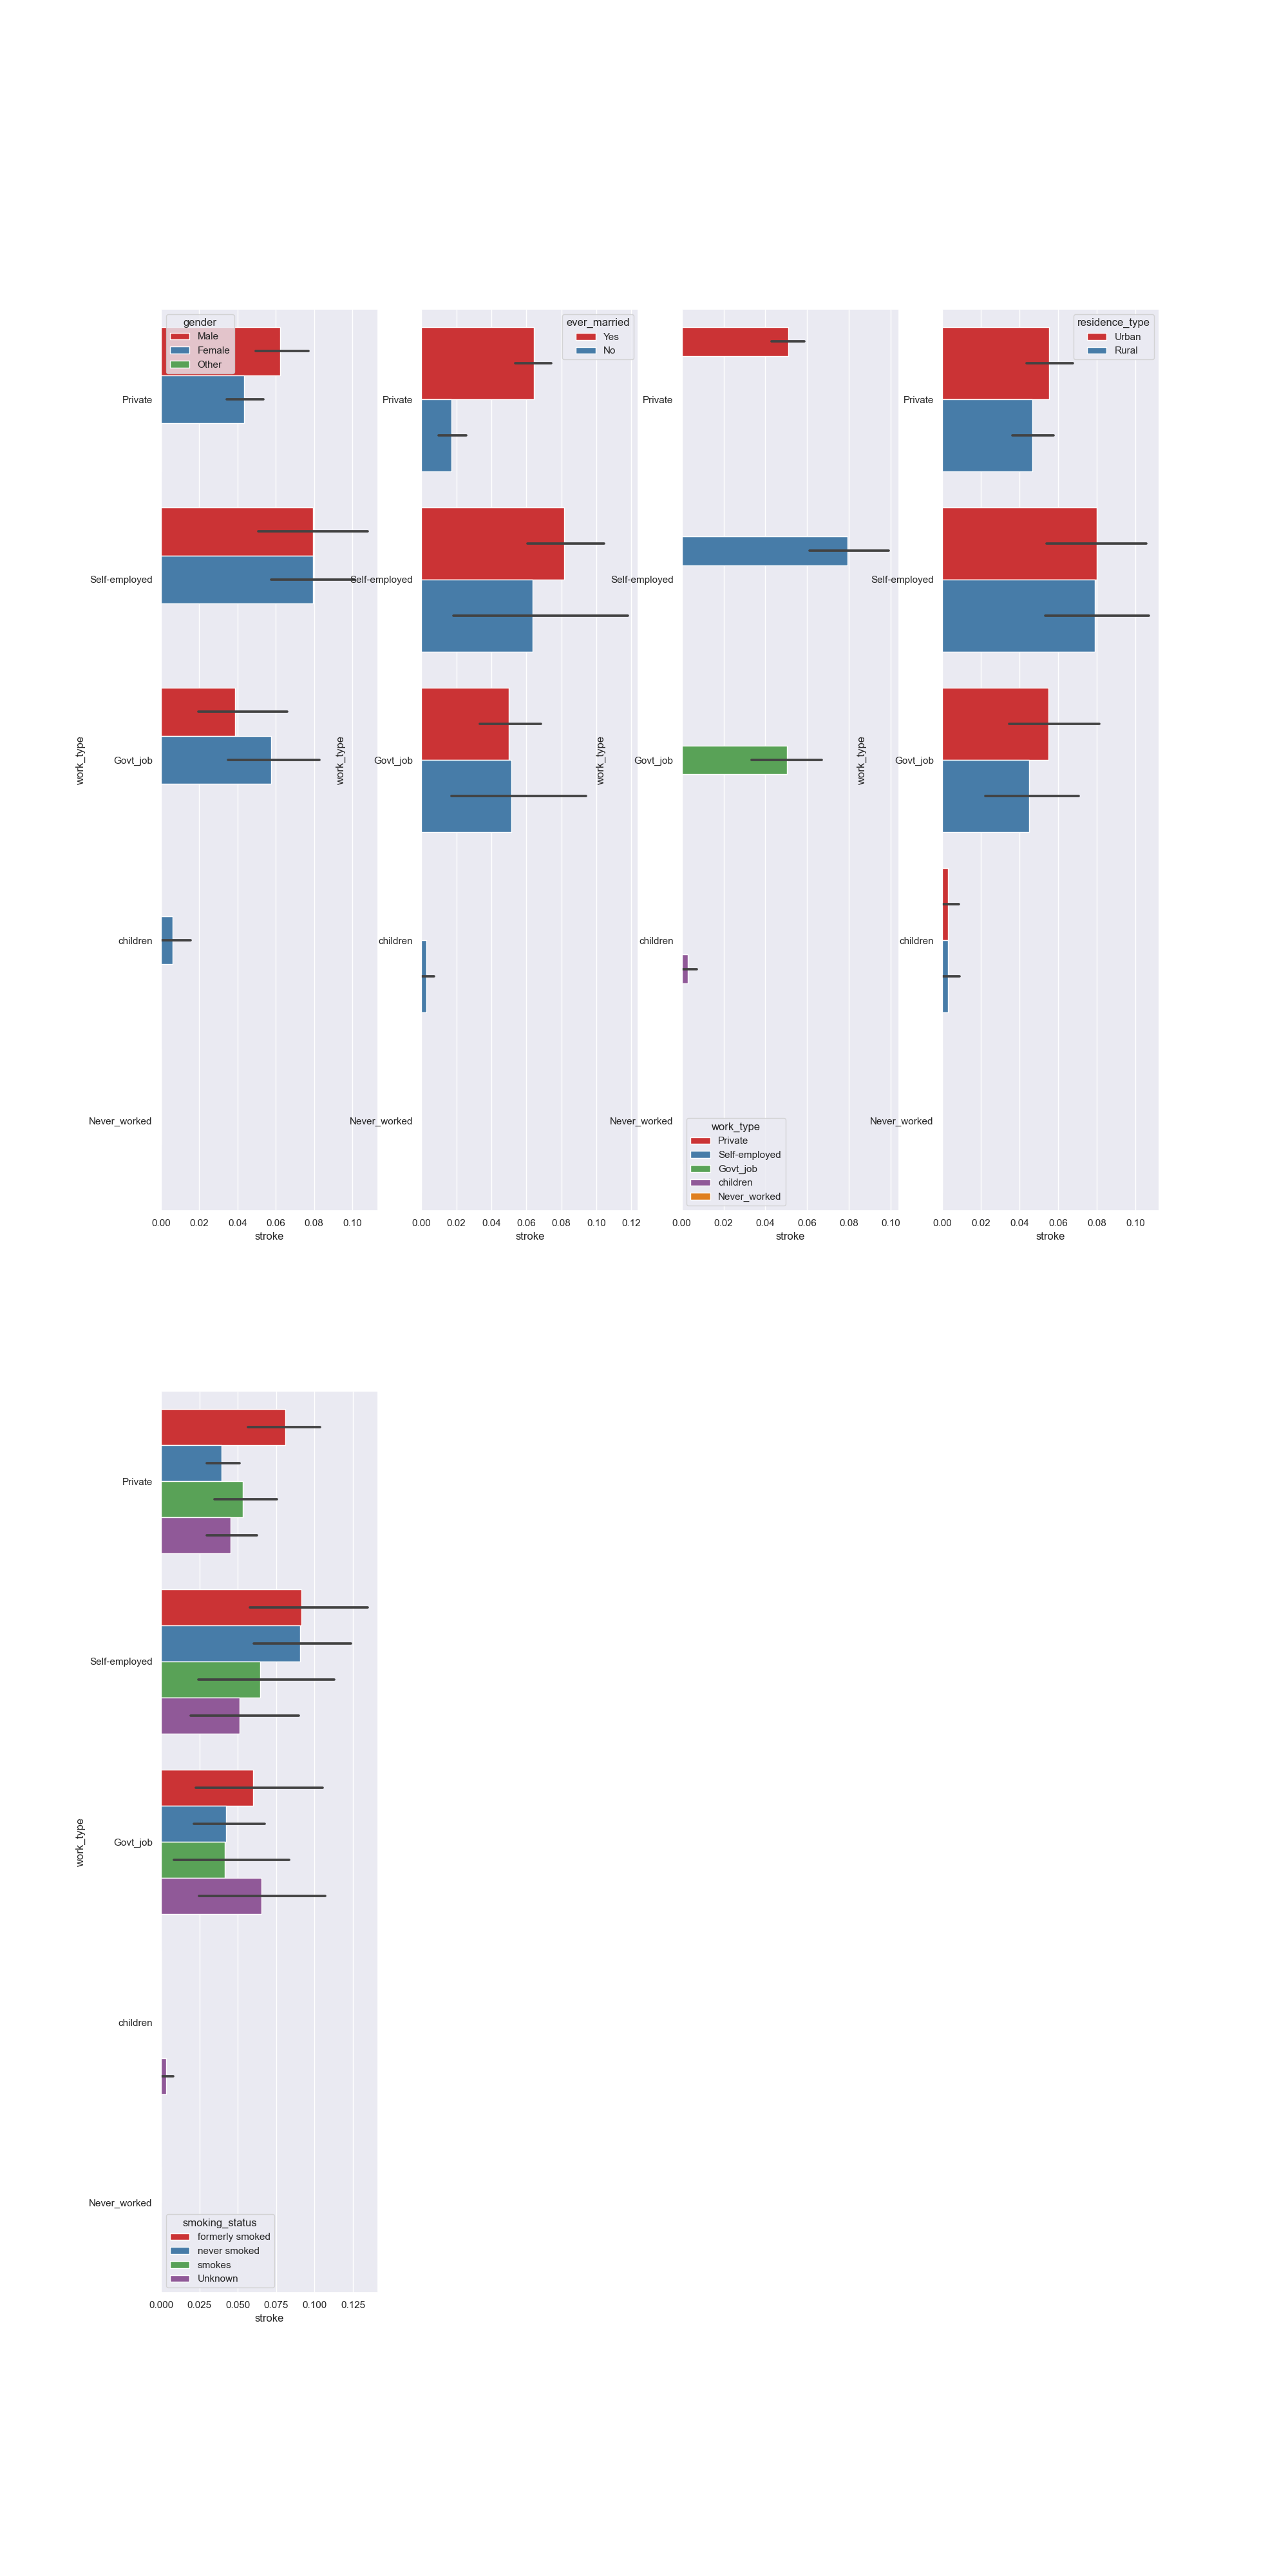 gender
Male
Female
Other
Private
Self-employed
Govt_job
children
Never_worked
work_type
0.00 0.02 0.04 0.06 0.08 0.10
stroke
ever_married
Yes
No
Private
Self-employed
Govt_job
children
Never_worked
work_type
0.00 0.02 0.04 0.06 0.08 0.10 0.12
stroke
Private
Self-employed
Govt_job
children
Never_worked
work_type
work_type
Private
Self-employed
Govt_job
children
Never_worked
0.00 0.02 0.04 0.06 0.08 0.10
stroke
residence_type
Urban
Rural
Private
Self-employed
Govt_job
children
Never_worked
work_type
0.00 0.02 0.04 0.06 0.08 0.10
stroke
Private
Self-employed
Govt_job
children
Never_worked
work_type
smoking_status
formerly smoked
never smoked
smokes
Unknown
0.000 0.025 0.050 0.075 0.100 0.125
stroke